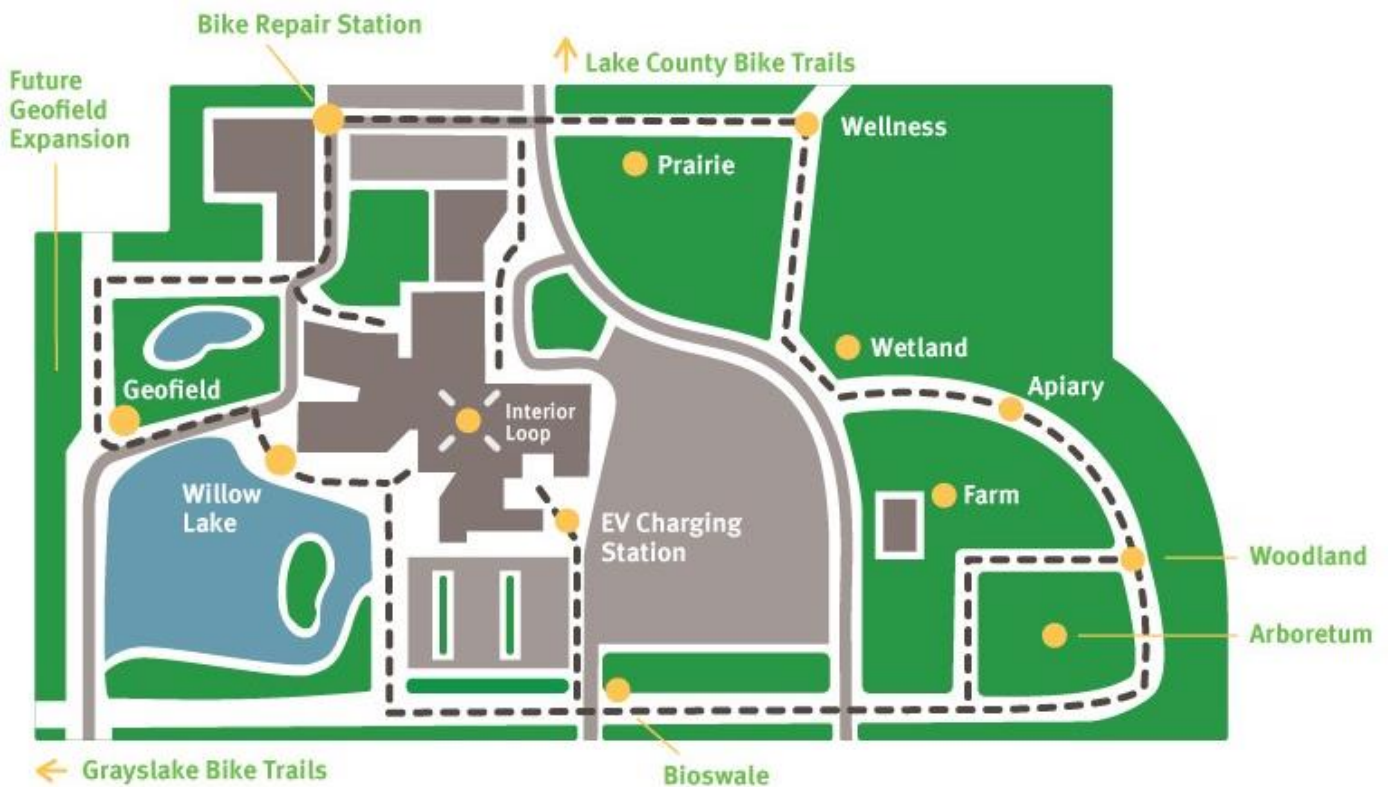 Bike Repair Station
Lake County Bike Trails
Future
Geofield
Expansion
Wellness
Prairie
Wetland
Geofield
Apiary
Interior
Loop
Willow
Lake
Farm
EV Charging
Station
Woodland
Arboretum
Grayslake Bike Trails
Bioswale